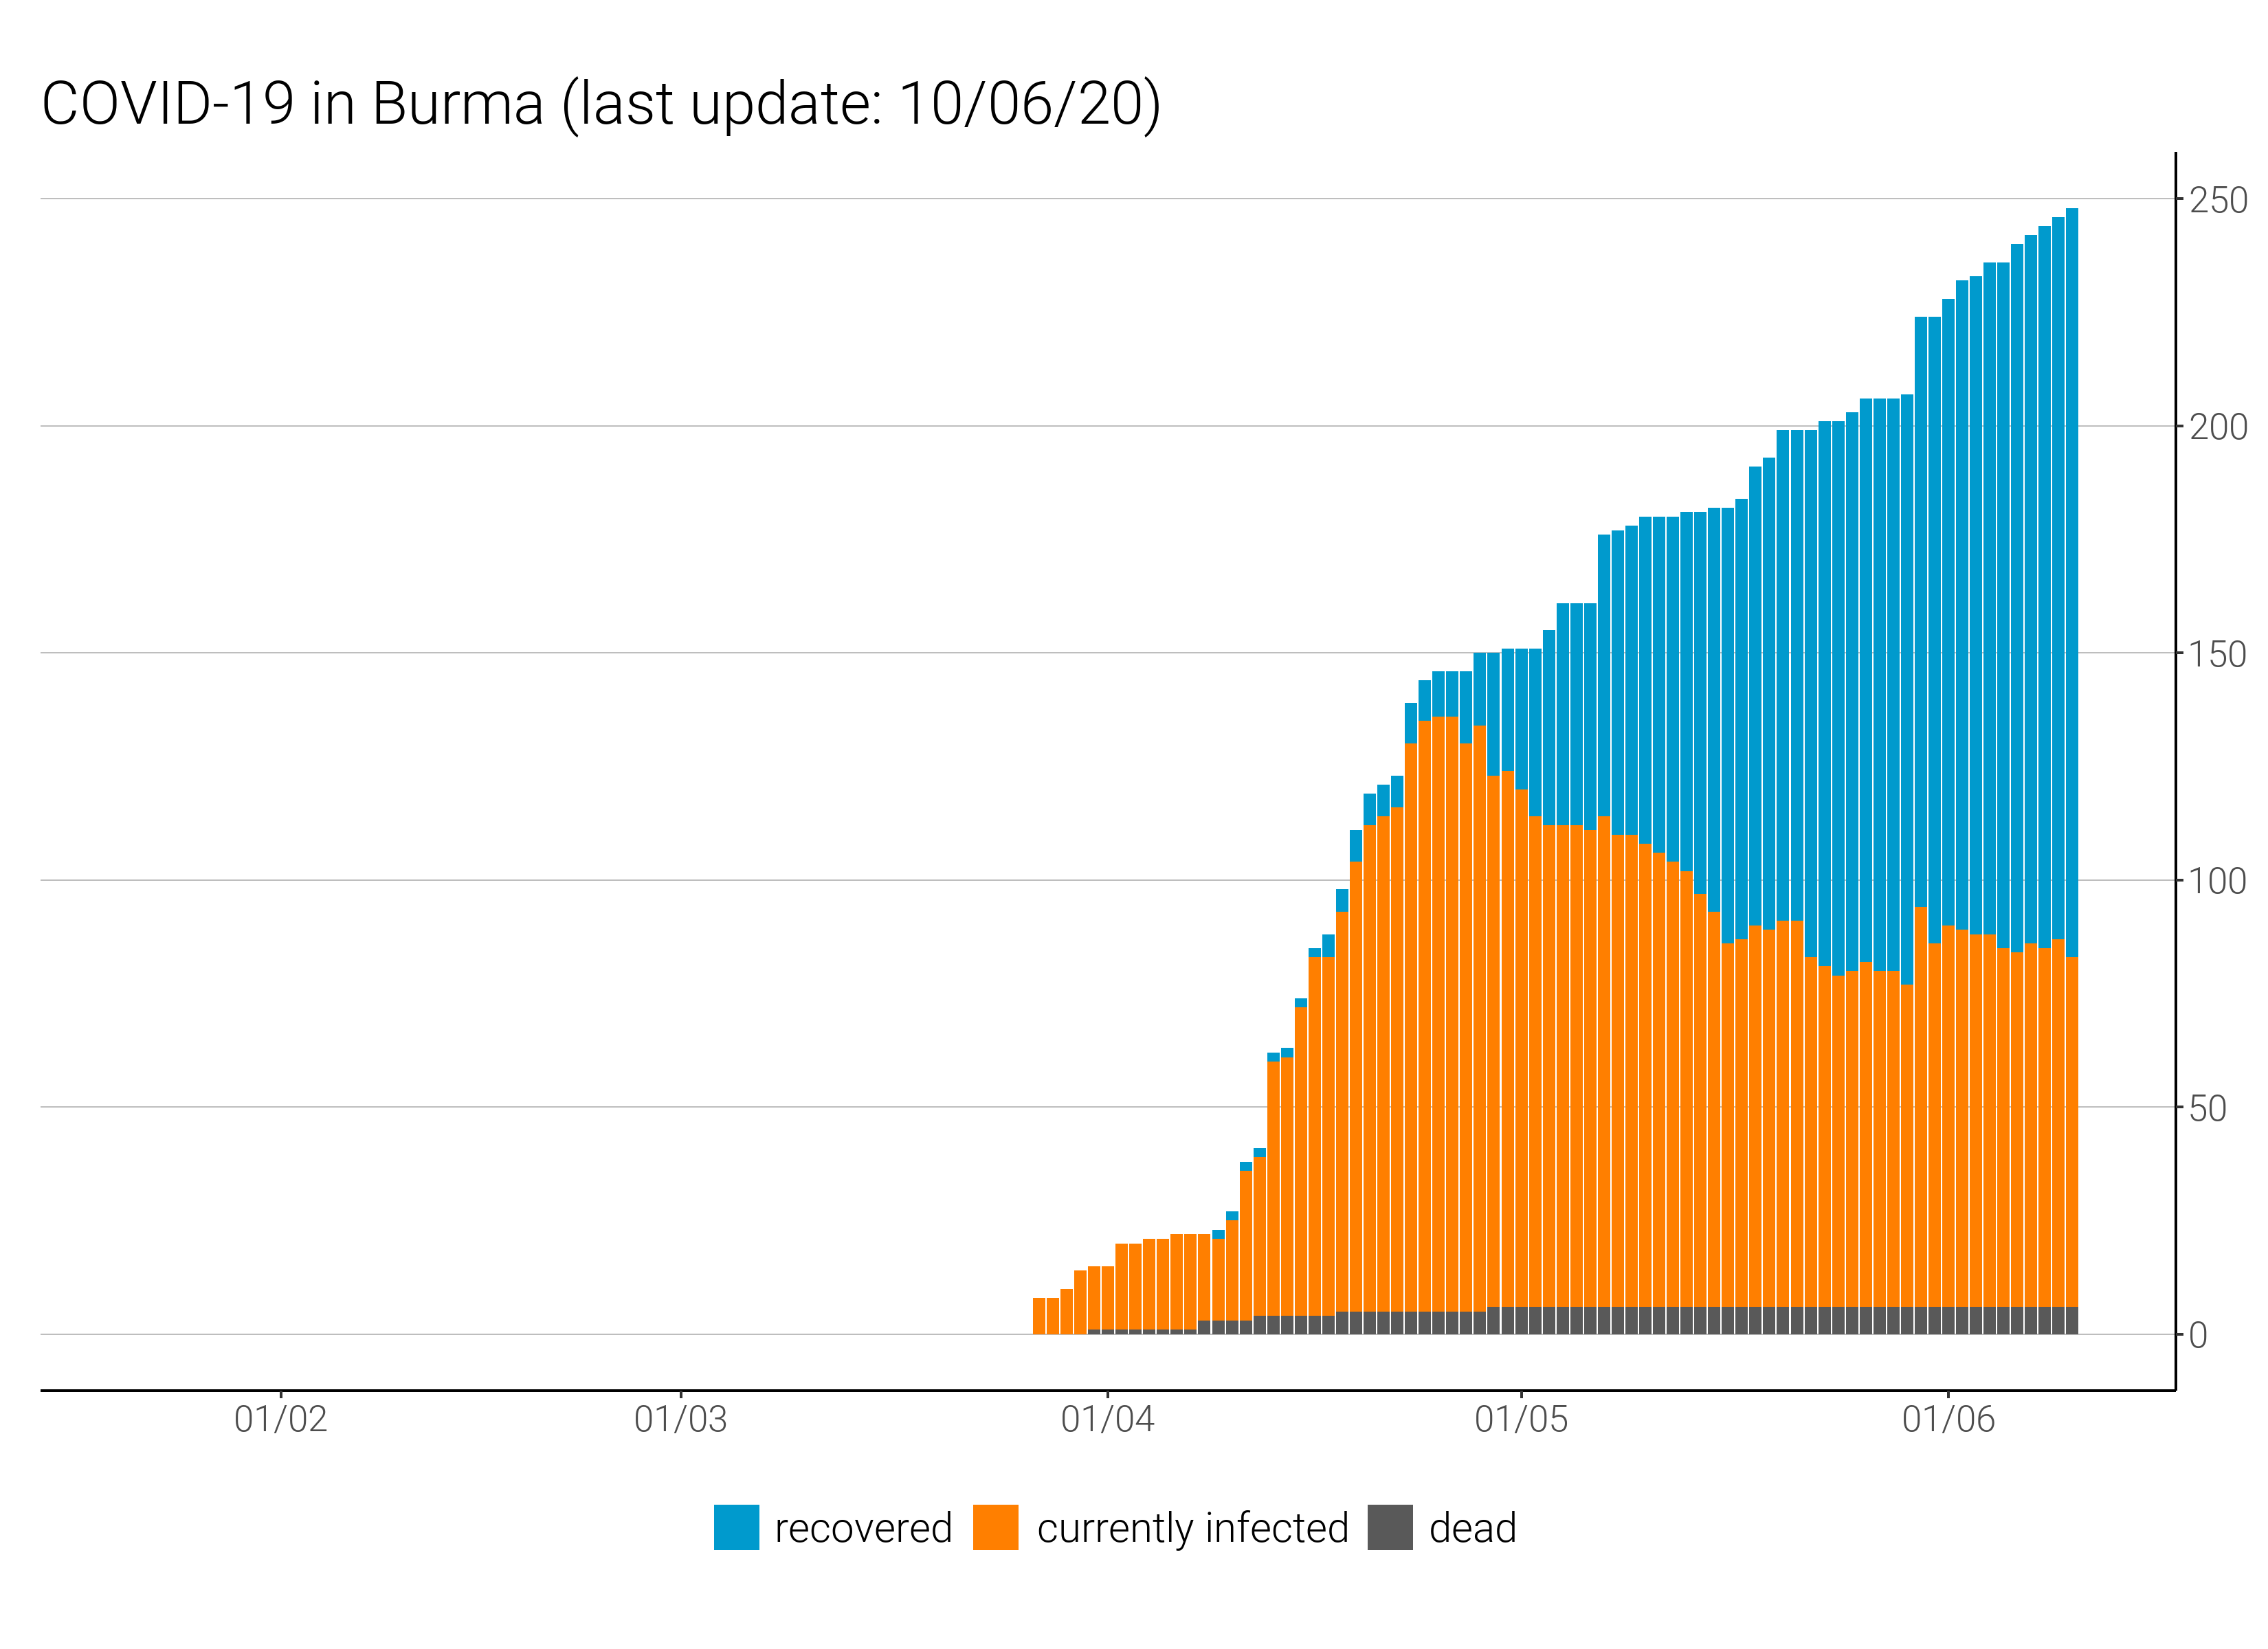 COVID-19 in Burma (last update: 10/06/20)
250
200
150
100
50
0
01/02 01/03 01/04 01/05 01/06
recovered currently infected dead